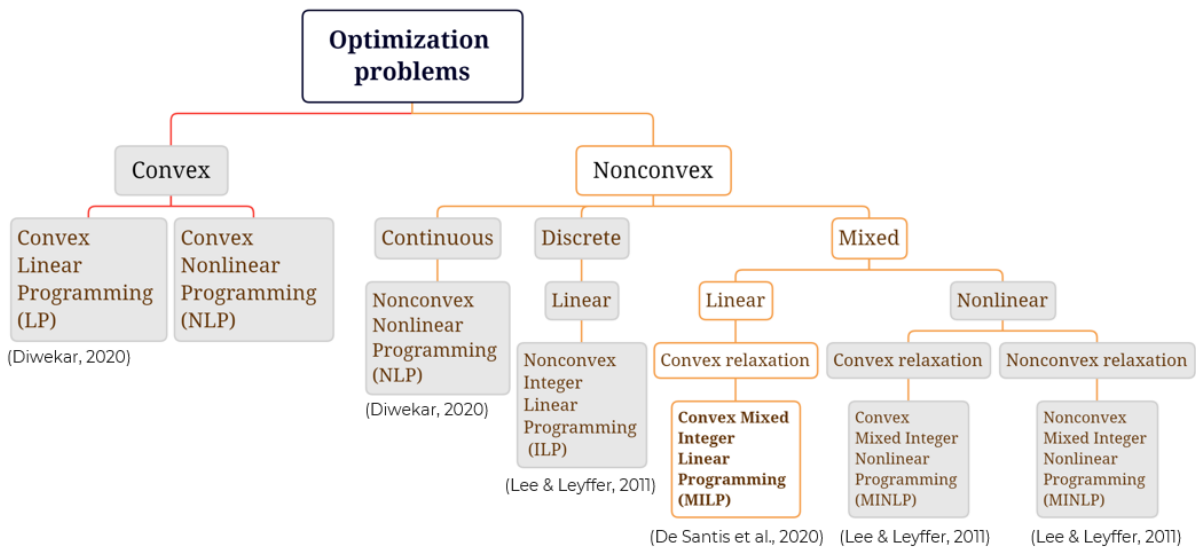 Optimization
problems
Convex
Nonconvex
Convex
Linear
Programming
(LP)
Convex
Nonlinear
Programming
(NLP)
(Diwekar, 2020)
Continuous
Discrete
Mixed
Nonconvex
Nonlinear
Programming
(NLP)
(Diwekar, 2020)
Linear
Nonconvex
Integer
Linear
Programming
(ILP)
(Lee & Leyffer, 2011)
Linear
Nonlinear
Convex relaxation
Convex relaxation
Nonconvex relaxation
Convex Mixed
Integer
Linear
Programming
(MILP)
(De Santis et al., 2020)
Convex
Mixed Integer
Nonlinear
Programming
(MINLP)
(Lee & Leyffer, 2011)
Nonconvex
Mixed Integer
Nonlinear
Programming
(MINLP)
(Lee & Leyffer, 2011)